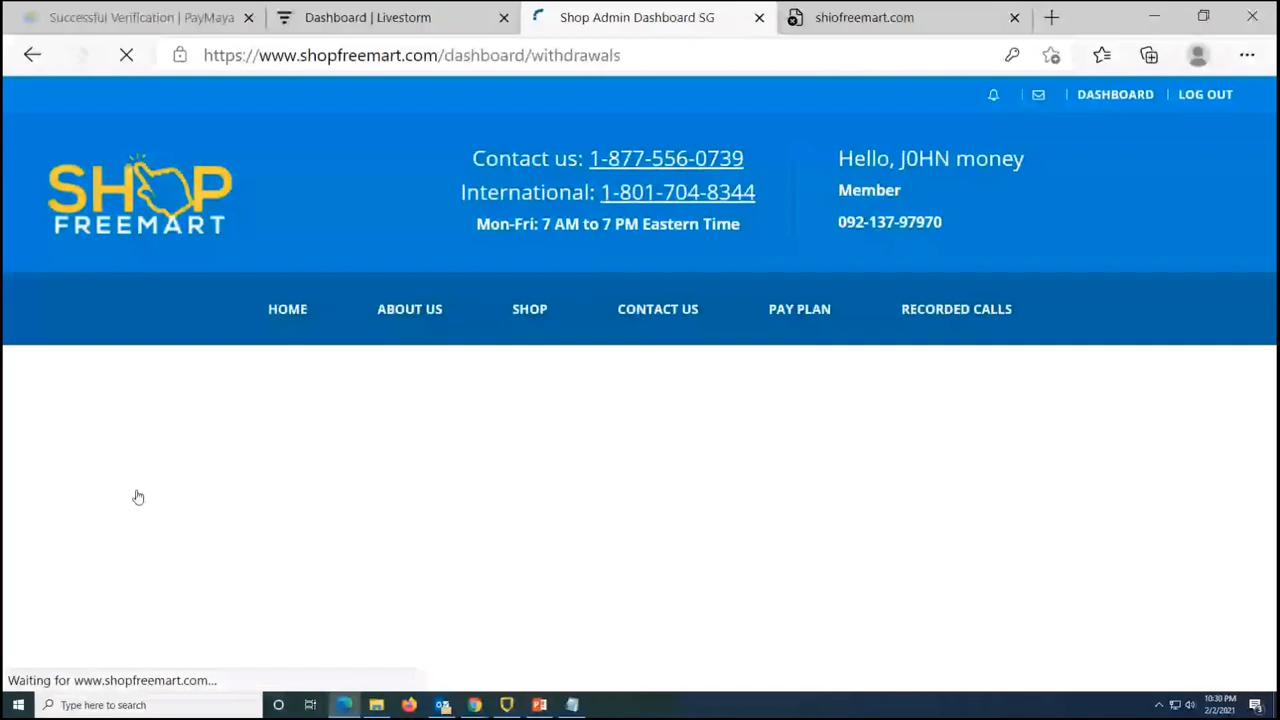 Successful Verification | PayMaya
Dashboard | Livestorm
Shop Admin Dashboard SG
shiofreemart.com
https://www.shopfreemart.com/dashboard/withdrawals
DASHBOARD
LOG OUT
SHOP
FREEMART
Contact us: 1-877-556-0739
International: 1-801-704-8344
Mon-Fri: 7 AM to 7 PM Eastern Time
Hello, J0HN money
Member
092-137-97970
HOME
ABOUT US
SHOP
CONTACT US
PAY PLAN
RECORDED CALLS
Waiting for www.shopfreemart.com...
Type here to search
10:30 PM
2/2/2021